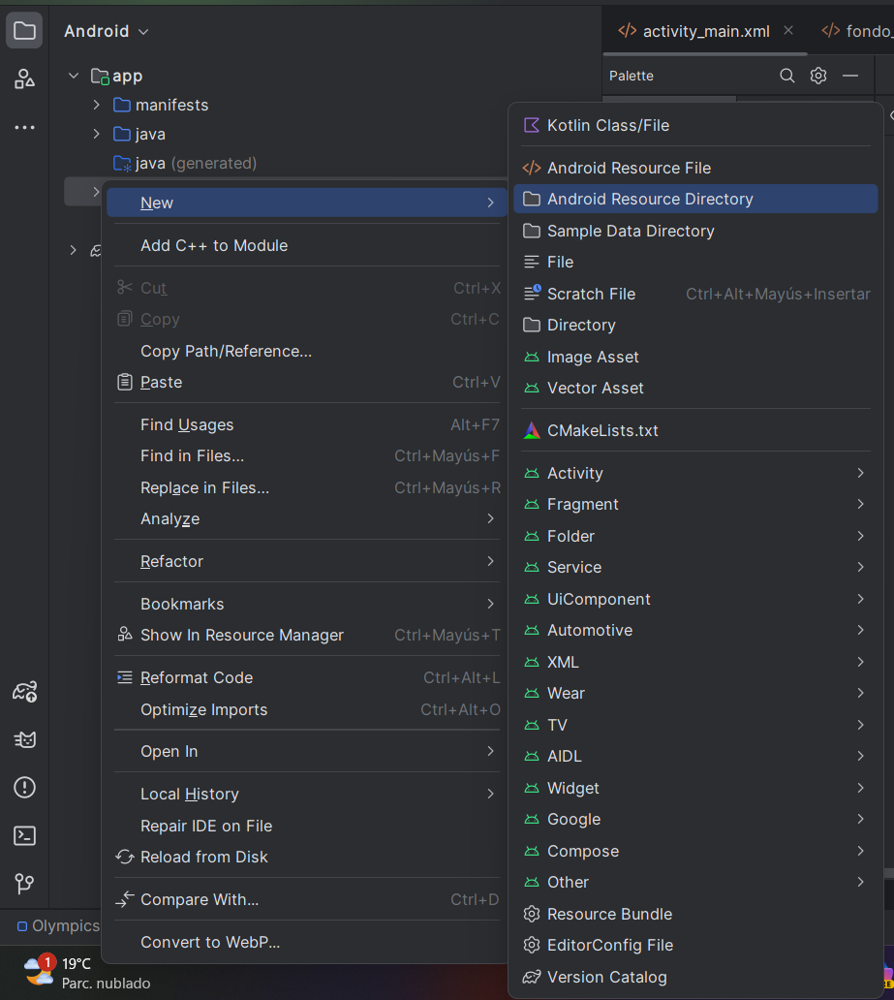 Android
activity_main.xml
fondo_
Palette
app
manifests
java
java (generated)
New
Add C++ to Module
Cut Ctrl+X
Copy Ctrl+C
Copy Path/Reference...
Paste Ctrl+V
Find Usages Alt+F7
Find in Files... Ctrl+Mayús+F
Replace in Files... Ctrl+Mayús+R
Analyze
Refactor
Bookmarks
Show In Resource Manager Ctrl+Mayús+T
Reformat Code Ctrl+Alt+L
Optimize Imports Ctrl+Alt+O
Open In
Local History
Repair IDE on File
Reload from Disk
Compare With... Ctrl+D
Convert to WebP...
Kotlin Class/File
Android Resource File
Android Resource Directory
Sample Data Directory
File
Scratch File Ctrl+Alt+Mayús+Insertar
Directory
Image Asset
Vector Asset
CMakeLists.txt
Activity
Fragment
Folder
Service
UiComponent
Automotive
XML
Wear
TV
AIDL
Widget
Google
Compose
Other
Resource Bundle
EditorConfig File
Version Catalog
Olympics
1
19°C
Parc. nublado